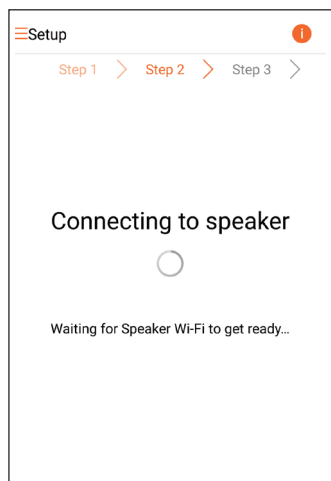 Setup
i
Step 1 Step 2 Step 3
Connecting to speaker
Waiting for Speaker Wi-Fi to get ready...